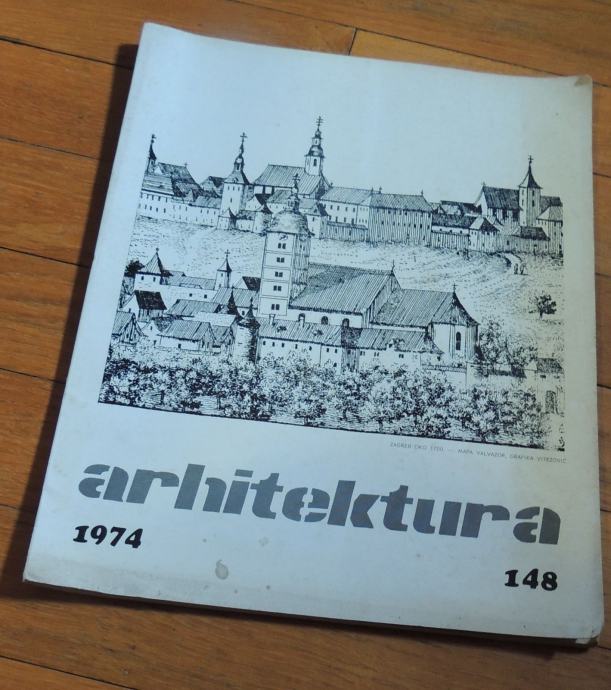 ZAGREB OKO 1700. — MAPA VALVAZOR, GRAFIKA VITEZOVIĆ
arhitektura
1974
148